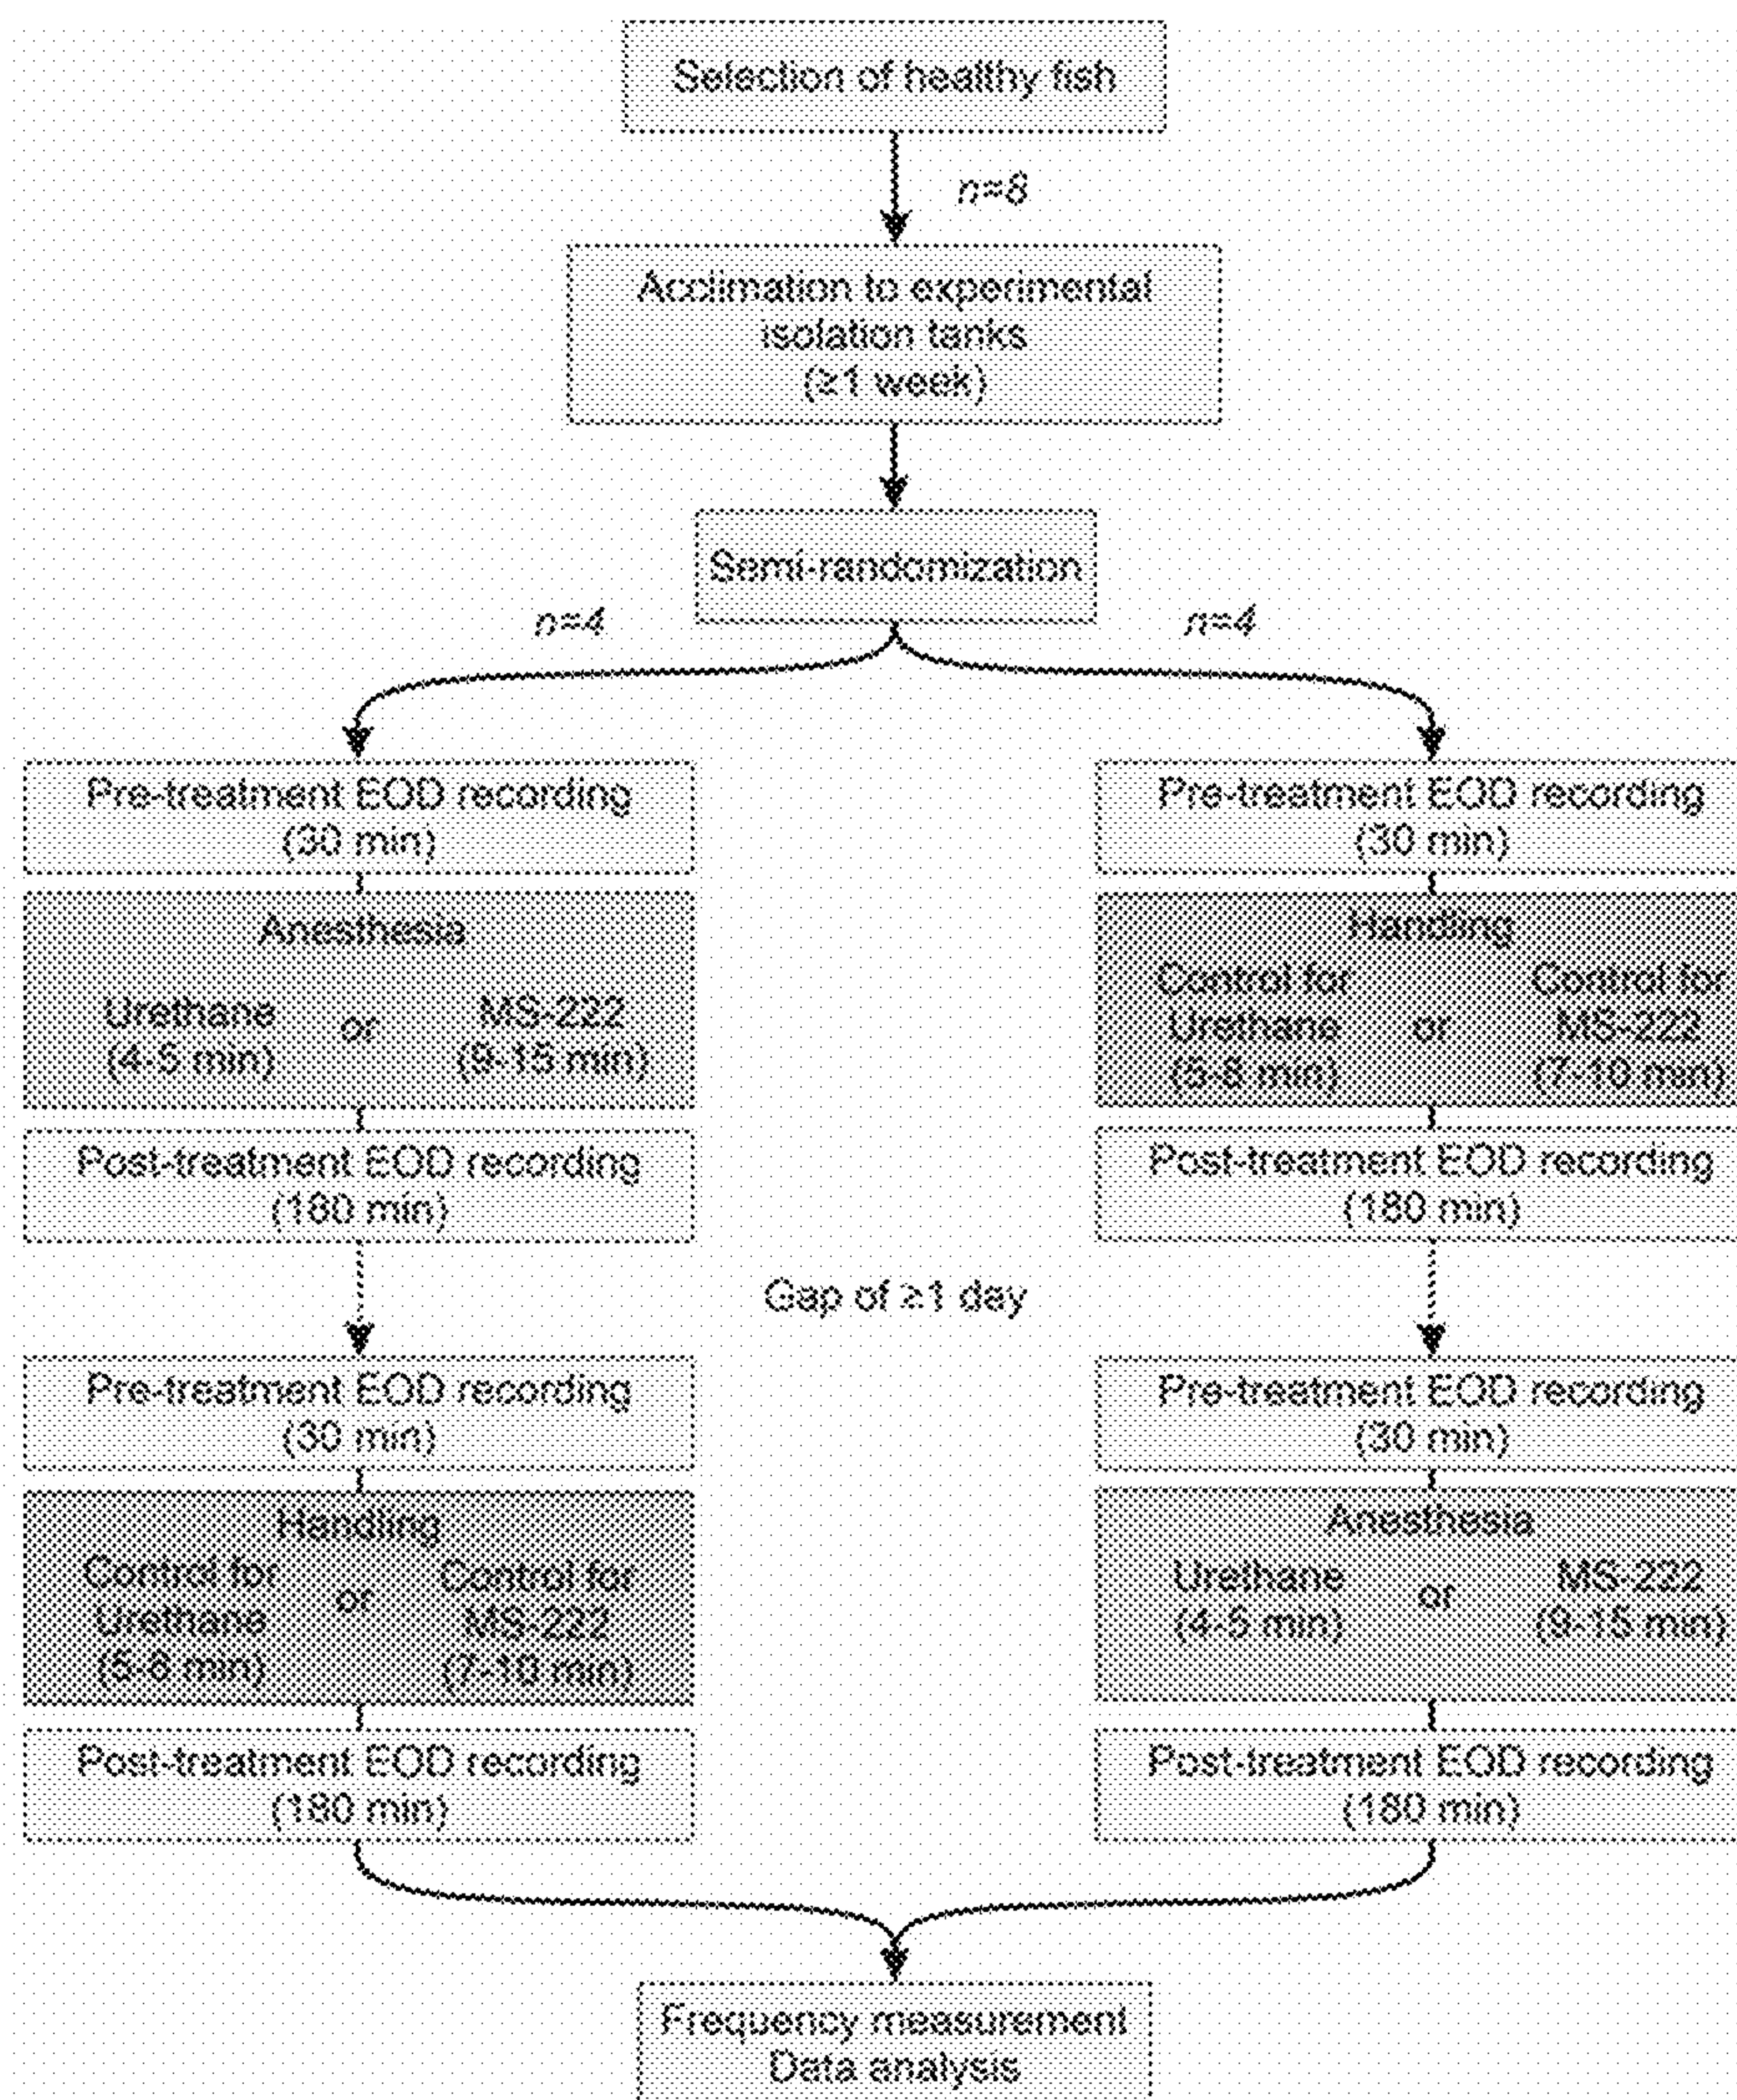 Selection of healthy fish
n=8
Acclimation to experimental
isolation tanks
(≥1 week)
Semi-randomization
n=4
n=4
Pre-treatment EOD recording
(30 min)
Anesthesia
Urethane or MS-222
(4-5 min) (9-15 min)
Post-treatment EOD recording
(180 min)
Pre-treatment EOD recording
(30 min)
Handling
Control for Control for
Urethane or MS-222
(5-8 min) (7-10 min)
Post-treatment EOD recording
(180 min)
Gap of ≥1 day
Pre-treatment EOD recording
(30 min)
Handling
Control for Control for
Urethane or MS-222
(5-8 min) (7-10 min)
Post-treatment EOD recording
(180 min)
Pre-treatment EOD recording
(30 min)
Anesthesia
Urethane or MS-222
(4-5 min) (9-15 min)
Post-treatment EOD recording
(180 min)
Frequency measurement
Data analysis